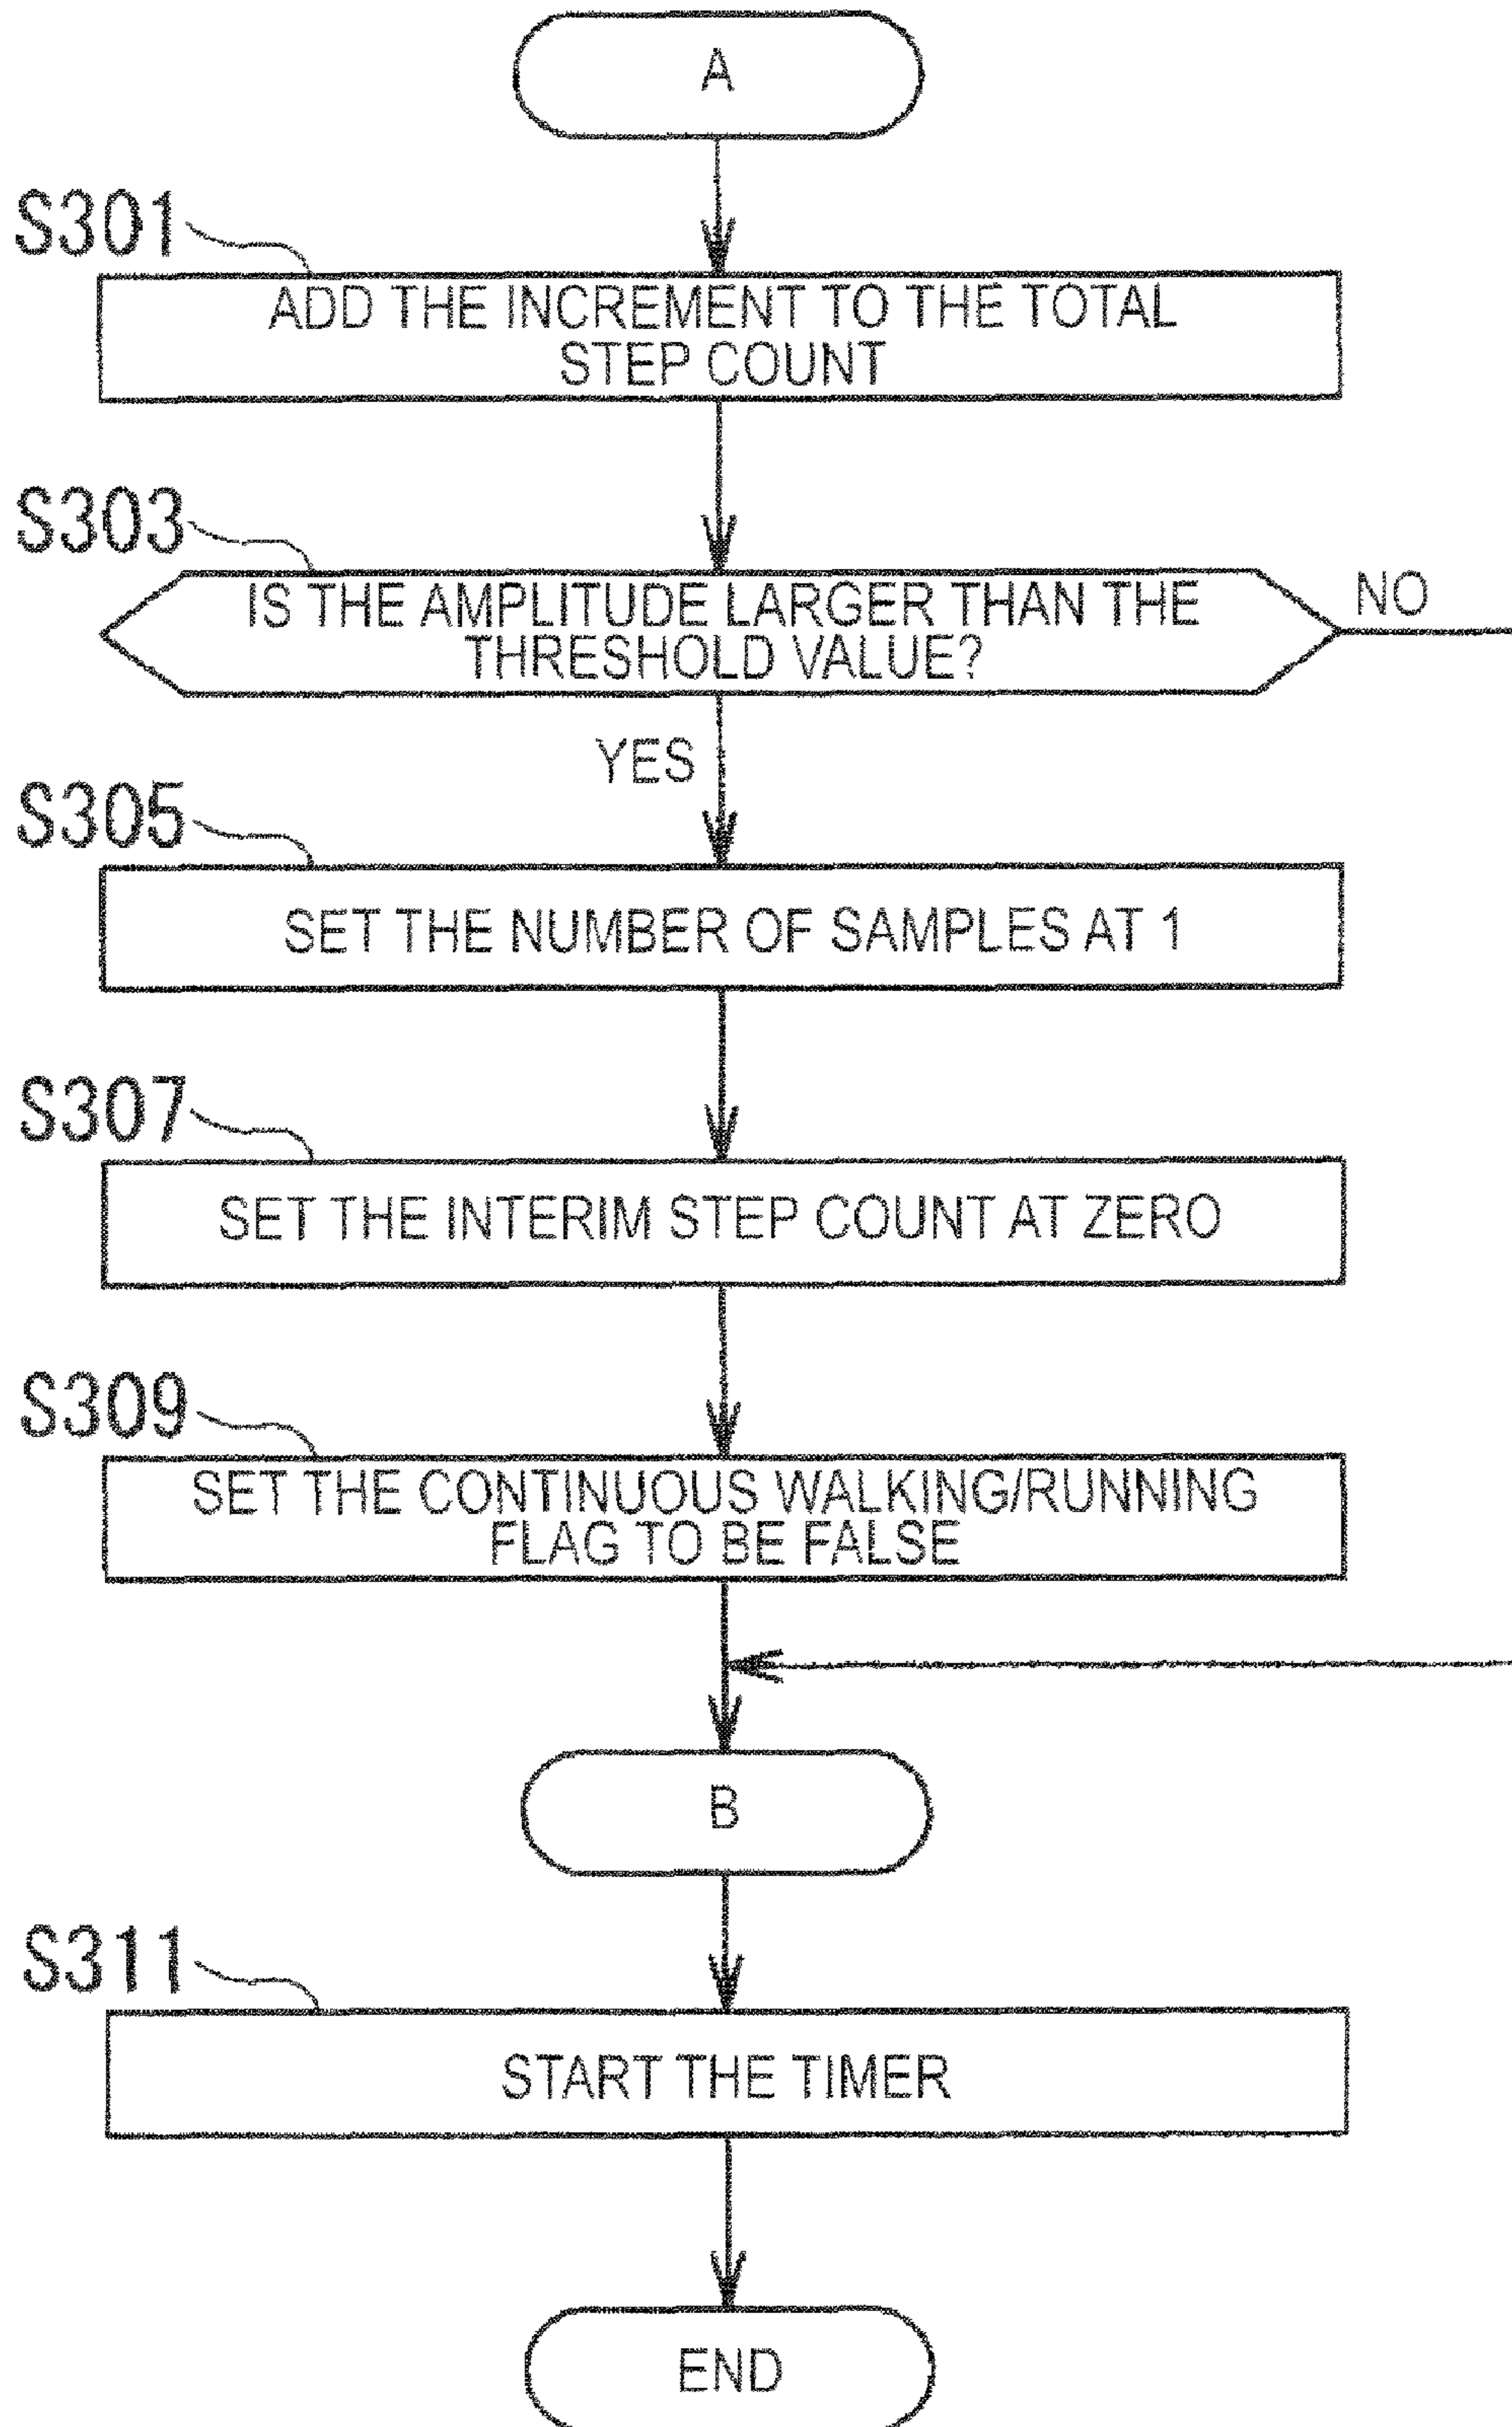 A
S301
ADD THE INCREMENT TO THE TOTAL
STEP COUNT
S303
IS THE AMPLITUDE LARGER THAN THE
THRESHOLD VALUE?
NO
YES
S305
SET THE NUMBER OF SAMPLES AT 1
S307
SET THE INTERIM STEP COUNT AT ZERO
S309
SET THE CONTINUOUS WALKING/RUNNING
FLAG TO BE FALSE
B
S311
START THE TIMER
END